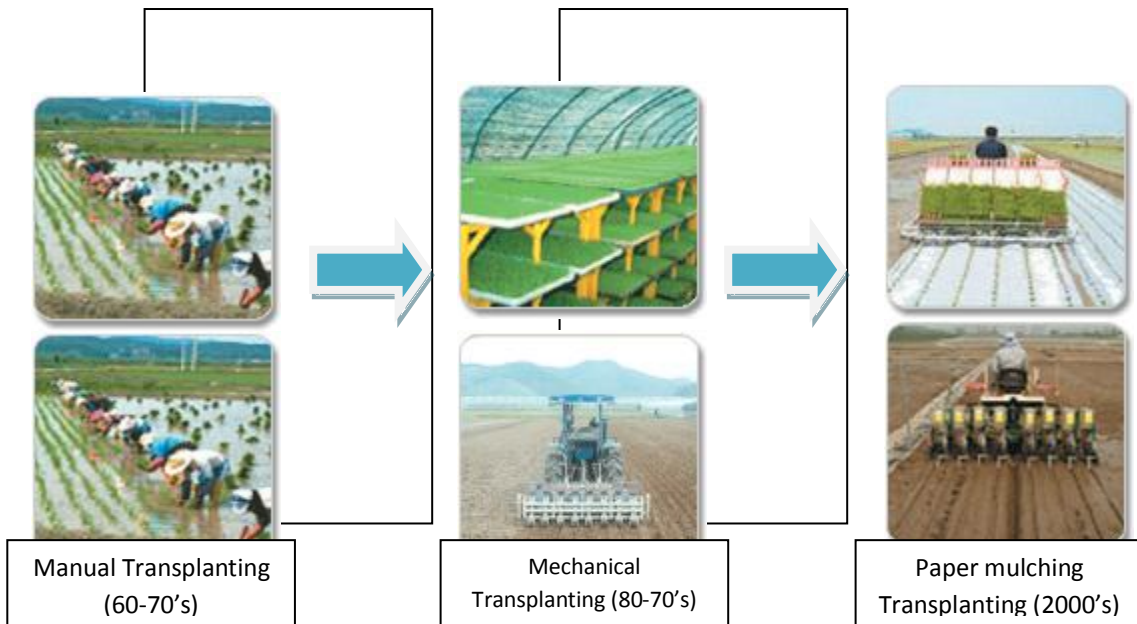 Manual Transplanting
(60-70’s)
Mechanical
Transplanting (80-70's)
Paper mulching
Transplanting (2000’s)